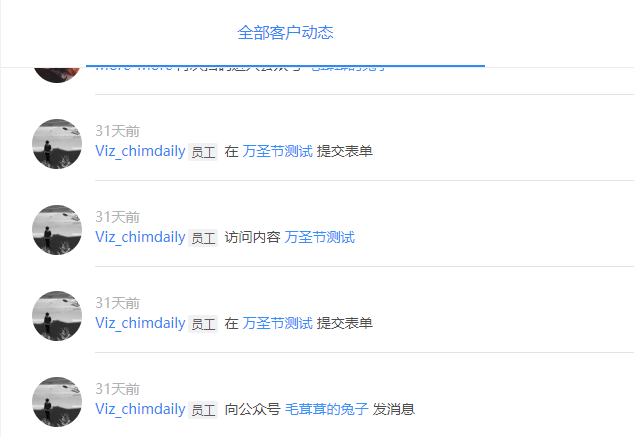 全部客户动态
31天前
Viz_chimdaily 员工 在 万圣节测试 提交表单
31天前
Viz_chimdaily 员工 访问内容 万圣节测试
31天前
Viz_chimdaily 员工 在 万圣节测试 提交表单
31天前
Viz_chimdaily 员工 向公众号 毛茸茸的兔子 发消息